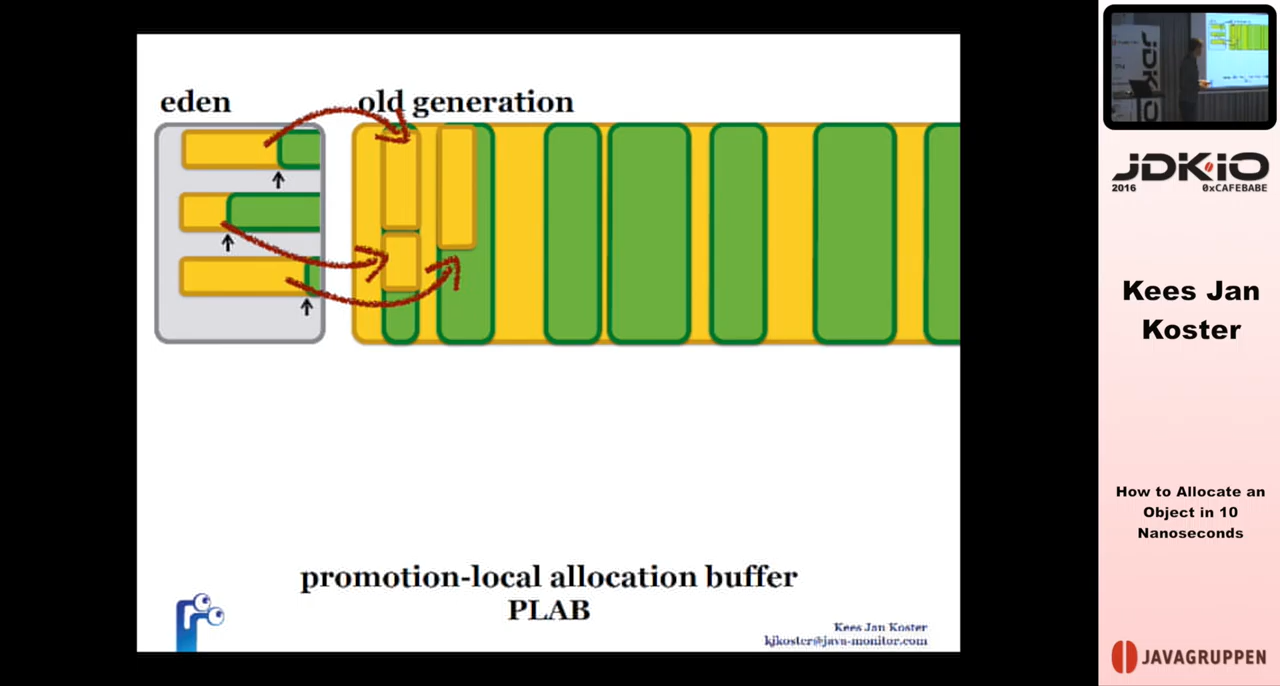 eden
old generation
promotion-local allocation buffer
PLAB
Kees Jan Koster
kjkoster@java-monitor.com
JDK.IO
2016
0xCAFEBABE
Kees Jan
Koster
How to Allocate an
Object in 10
Nanoseconds
JAVAGRUPPEN